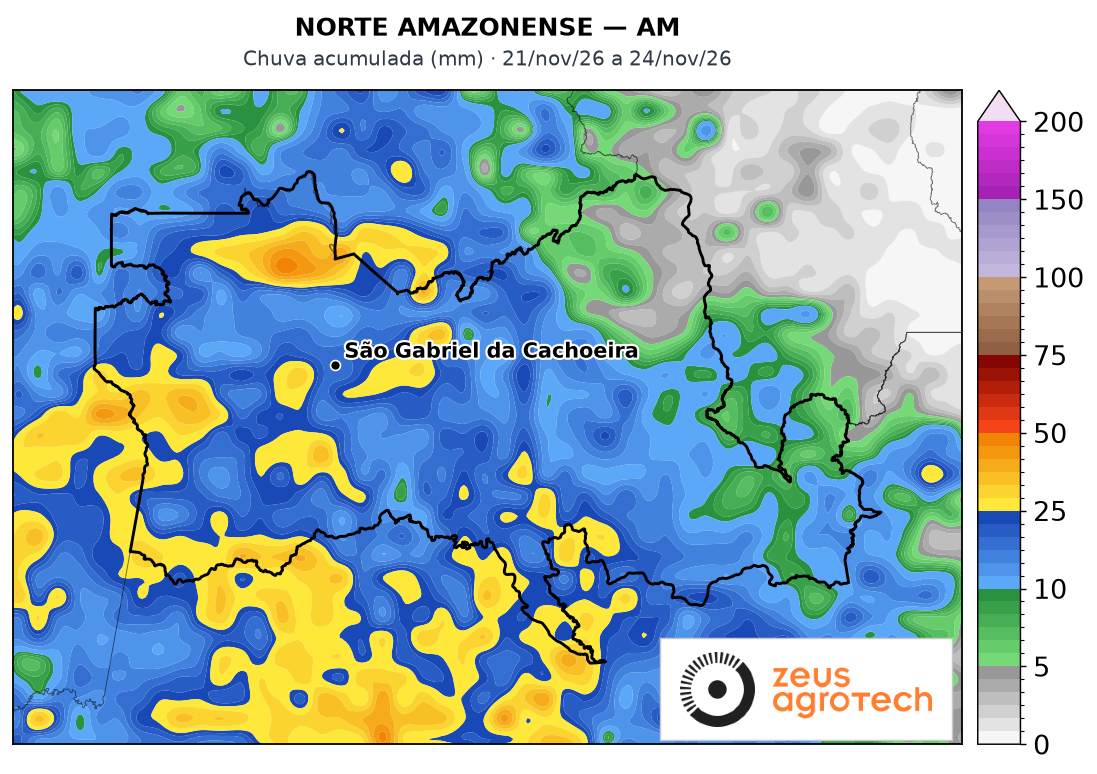 NORTE AMAZONENSE — AM
Chuva acumulada (mm) · 21/nov/26 a 24/nov/26
São Gabriel da Cachoeira
200
150
100
75
50
25
10
5
0
zeus
agrotech